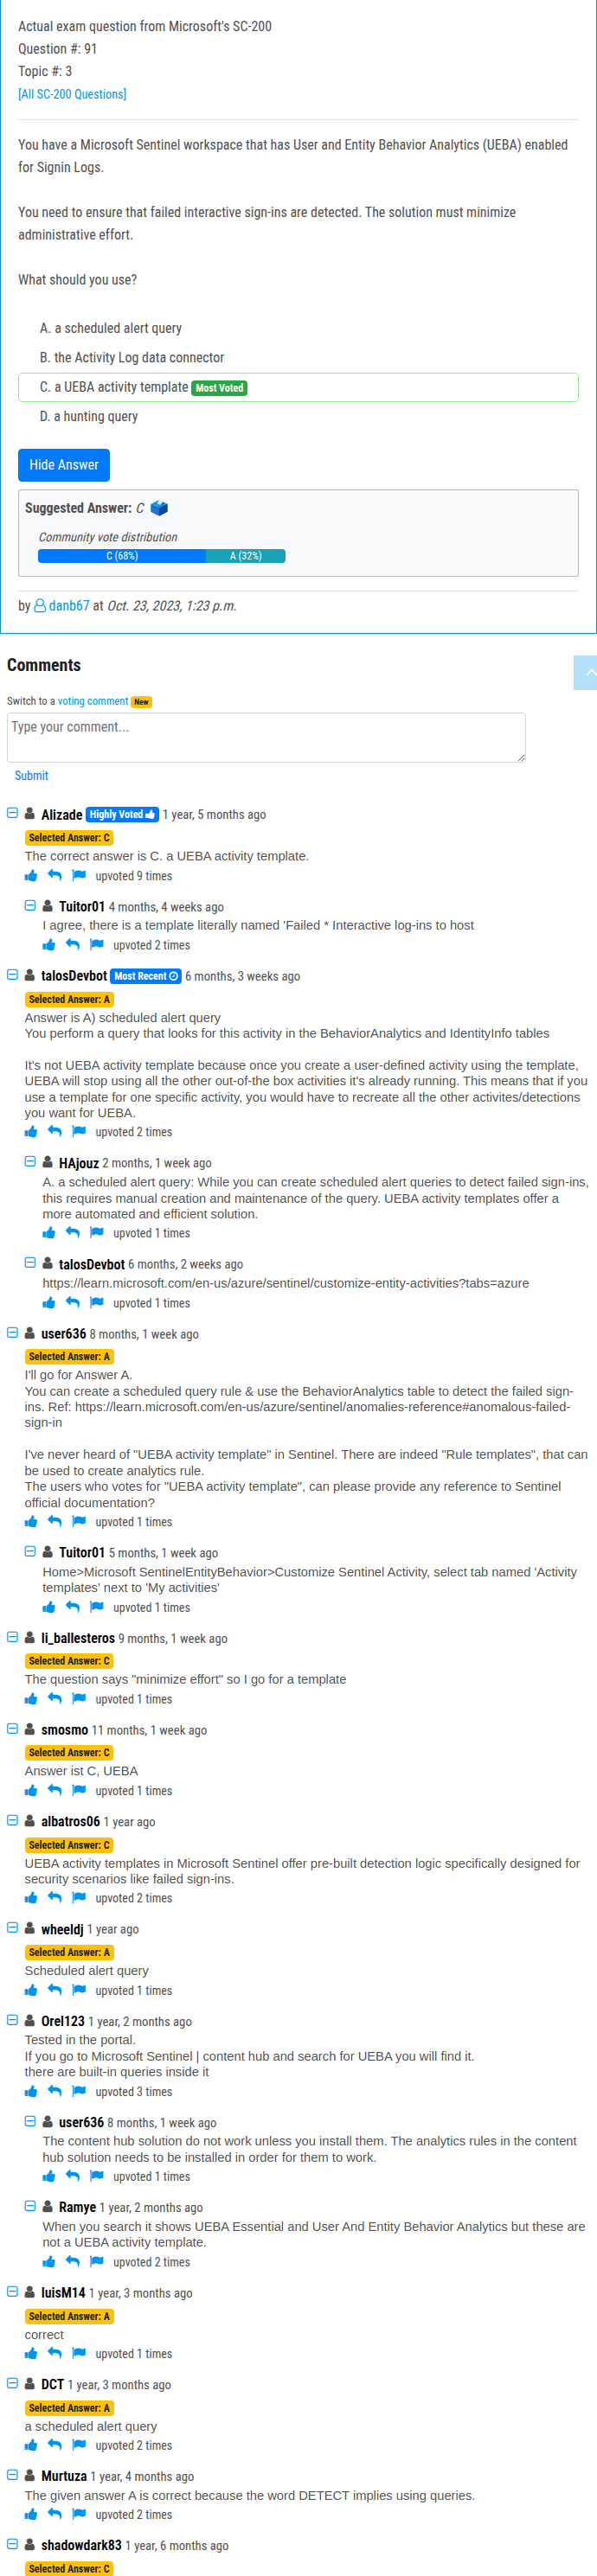 Actual exam question from Microsoft's SC-200
Question #: 91
Topic #: 3
[All SC-200 Questions]
You have a Microsoft Sentinel workspace that has User and Entity Behavior Analytics (UEBA) enabled
for Signin Logs.
You need to ensure that failed interactive sign-ins are detected. The solution must minimize
administrative effort.
What should you use?
A. a scheduled alert query
B. the Activity Log data connector
C. a UEBA activity template Most Voted
D. a hunting query
Hide Answer
Suggested Answer: C
Community vote distribution
C (68%) A (32%)
by danb67 at Oct. 23, 2023, 1:23 p.m.
Comments
Switch to a voting comment New
Type your comment...
Submit
Alizade Highly Voted 1 year, 5 months ago
Selected Answer: C
The correct answer is C. a UEBA activity template.
upvoted 9 times
Tuitor01 4 months, 4 weeks ago
I agree, there is a template literally named 'Failed * Interactive log-ins to host
upvoted 2 times
talosDevbot Most Recent 6 months, 3 weeks ago
Selected Answer: A
Answer is A) scheduled alert query
You perform a query that looks for this activity in the BehaviorAnalytics and IdentityInfo tables
It's not UEBA activity template because once you create a user-defined activity using the template,
UEBA will stop using all the other out-of-the box activities it's already running. This means that if you
use a template for one specific activity, you would have to recreate all the other activites/detections
you want for UEBA.
upvoted 2 times
HAjouz 2 months, 1 week ago
A. a scheduled alert query: While you can create scheduled alert queries to detect failed sign-ins,
this requires manual creation and maintenance of the query. UEBA activity templates offer a
more automated and efficient solution.
upvoted 1 times
talosDevbot 6 months, 2 weeks ago
https://learn.microsoft.com/en-us/azure/sentinel/customize-entity-activities?tabs=azure
upvoted 1 times
user636 8 months, 1 week ago
Selected Answer: A
I'll go for Answer A.
You can create a scheduled query rule & use the BehaviorAnalytics table to detect the failed sign-
ins. Ref: https://learn.microsoft.com/en-us/azure/sentinel/anomalies-reference#anomalous-failed-
sign-in
I've never heard of "UEBA activity template" in Sentinel. There are indeed "Rule templates", that can
be used to create analytics rule.
The users who votes for "UEBA activity template", can please provide any reference to Sentinel
official documentation?
upvoted 1 times
Tuitor01 5 months, 1 week ago
Home>Microsoft SentinelEntityBehavior>Customize Sentinel Activity, select tab named 'Activity
templates' next to 'My activities'
upvoted 1 times
li_ballesteros 9 months, 1 week ago
Selected Answer: C
The question says "minimize effort" so I go for a template
upvoted 1 times
smosmo 11 months, 1 week ago
Selected Answer: C
Answer ist C, UEBA
upvoted 1 times
albatros06 1 year ago
Selected Answer: C
UEBA activity templates in Microsoft Sentinel offer pre-built detection logic specifically designed for
security scenarios like failed sign-ins.
upvoted 2 times
wheeldj 1 year ago
Selected Answer: A
Scheduled alert query
upvoted 1 times
Orel123 1 year, 2 months ago
Tested in the portal.
If you go to Microsoft Sentinel | content hub and search for UEBA you will find it.
there are built-in queries inside it
upvoted 3 times
user636 8 months, 1 week ago
The content hub solution do not work unless you install them. The analytics rules in the content
hub solution needs to be installed in order for them to work.
upvoted 1 times
Ramye 1 year, 2 months ago
When you search it shows UEBA Essential and User And Entity Behavior Analytics but these are
not a UEBA activity template.
upvoted 2 times
luisM14 1 year, 3 months ago
Selected Answer: A
correct
upvoted 1 times
DCT 1 year, 3 months ago
Selected Answer: A
a scheduled alert query
upvoted 2 times
Murtuza 1 year, 4 months ago
The given answer A is correct because the word DETECT implies using queries.
upvoted 2 times
shadowdark83 1 year, 6 months ago
Selected Answer: C